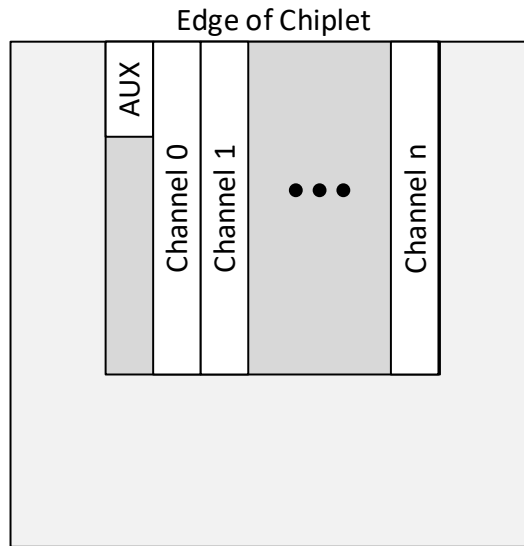 Edge of Chiplet
AUX
Channel 0
Channel 1
•••
Channel n